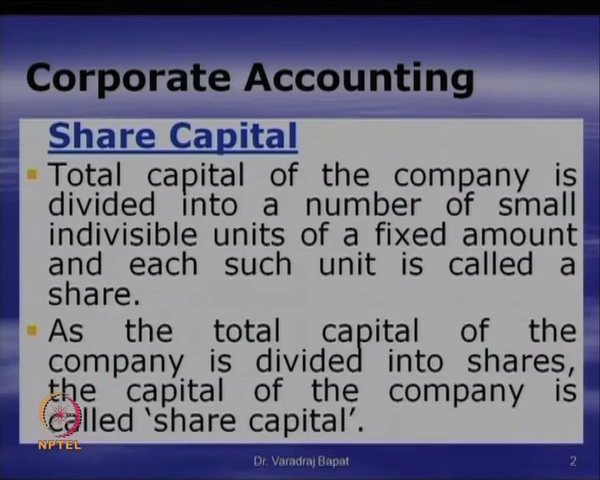 Corporate Accounting
Share Capital
Total capital of the company is
divided into a number of small
indivisible units of a fixed amount
and each such unit is called a
share.
As the total capital of the
company is divided into shares,
the capital of the company is
called ‘share capital’.
NPTEL
Dr. Varadraj Bapat
2